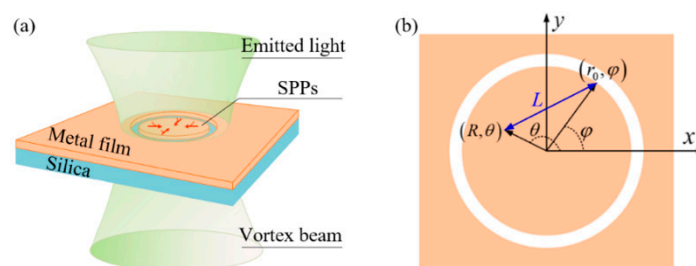 (a)
Emitted light
SPPs
Metal film
Silica
Vortex beam
(b)
y
(r₀, φ)
L
(R, θ)
θ
φ
x